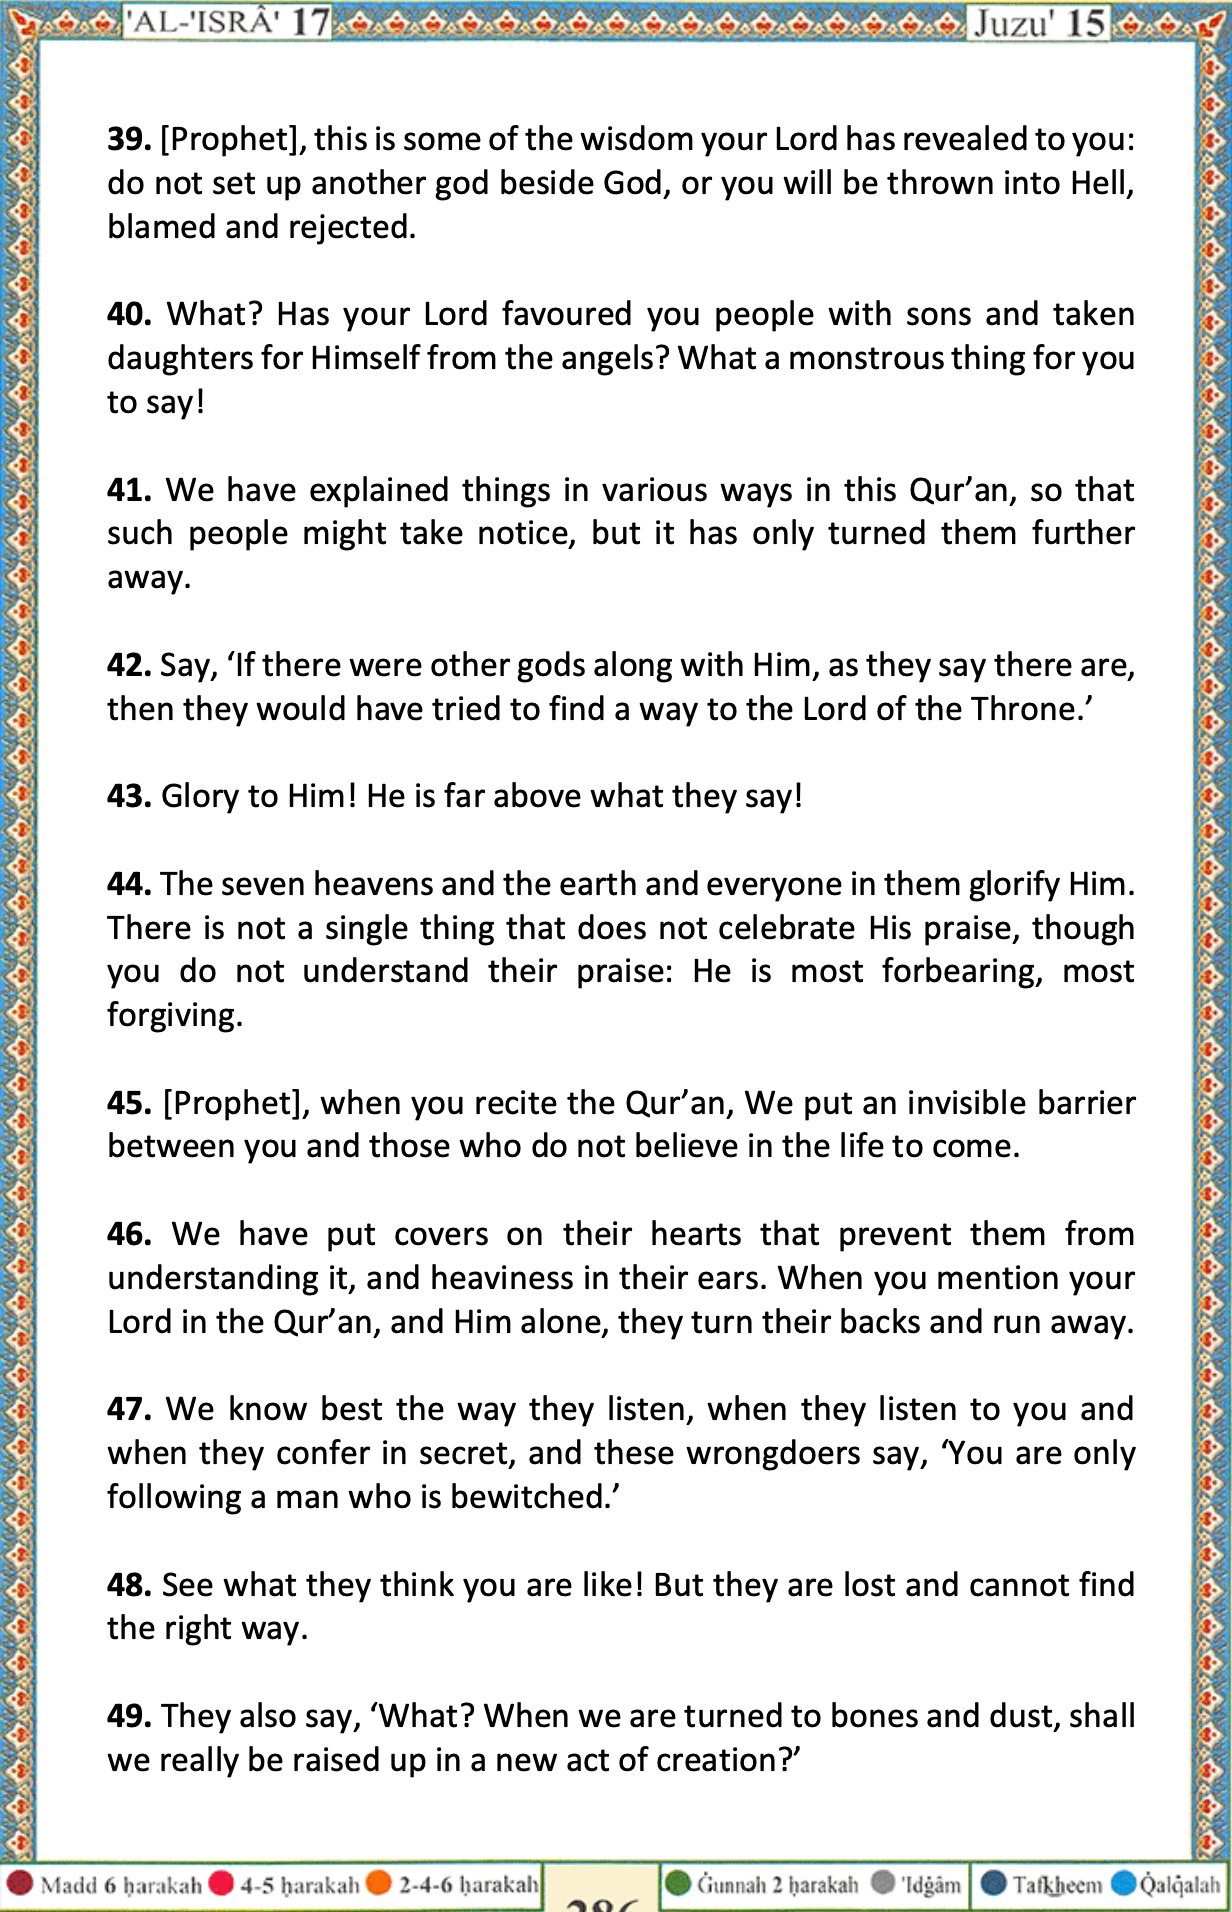 'AL-'ISRÂ' 17 Juzu' 15
39. [Prophet], this is some of the wisdom your Lord has revealed to you:
do not set up another god beside God, or you will be thrown into Hell,
blamed and rejected.
40. What? Has your Lord favoured you people with sons and taken
daughters for Himself from the angels? What a monstrous thing for you
to say!
41. We have explained things in various ways in this Qur’an, so that
such people might take notice, but it has only turned them further
away.
42. Say, ‘If there were other gods along with Him, as they say there are,
then they would have tried to find a way to the Lord of the Throne.’
43. Glory to Him! He is far above what they say!
44. The seven heavens and the earth and everyone in them glorify Him.
There is not a single thing that does not celebrate His praise, though
you do not understand their praise: He is most forbearing, most
forgiving.
45. [Prophet], when you recite the Qur’an, We put an invisible barrier
between you and those who do not believe in the life to come.
46. We have put covers on their hearts that prevent them from
understanding it, and heaviness in their ears. When you mention your
Lord in the Qur’an, and Him alone, they turn their backs and run away.
47. We know best the way they listen, when they listen to you and
when they confer in secret, and these wrongdoers say, ‘You are only
following a man who is bewitched.’
48. See what they think you are like! But they are lost and cannot find
the right way.
49. They also say, ‘What? When we are turned to bones and dust, shall
we really be raised up in a new act of creation?’
Madd 6 ḥarakah 4-5 ḥarakah 2-4-6 ḥarakah 286 Ġunnah 2 ḥarakah 'Idġâm Tafk͟heem Q̇alq̇alah